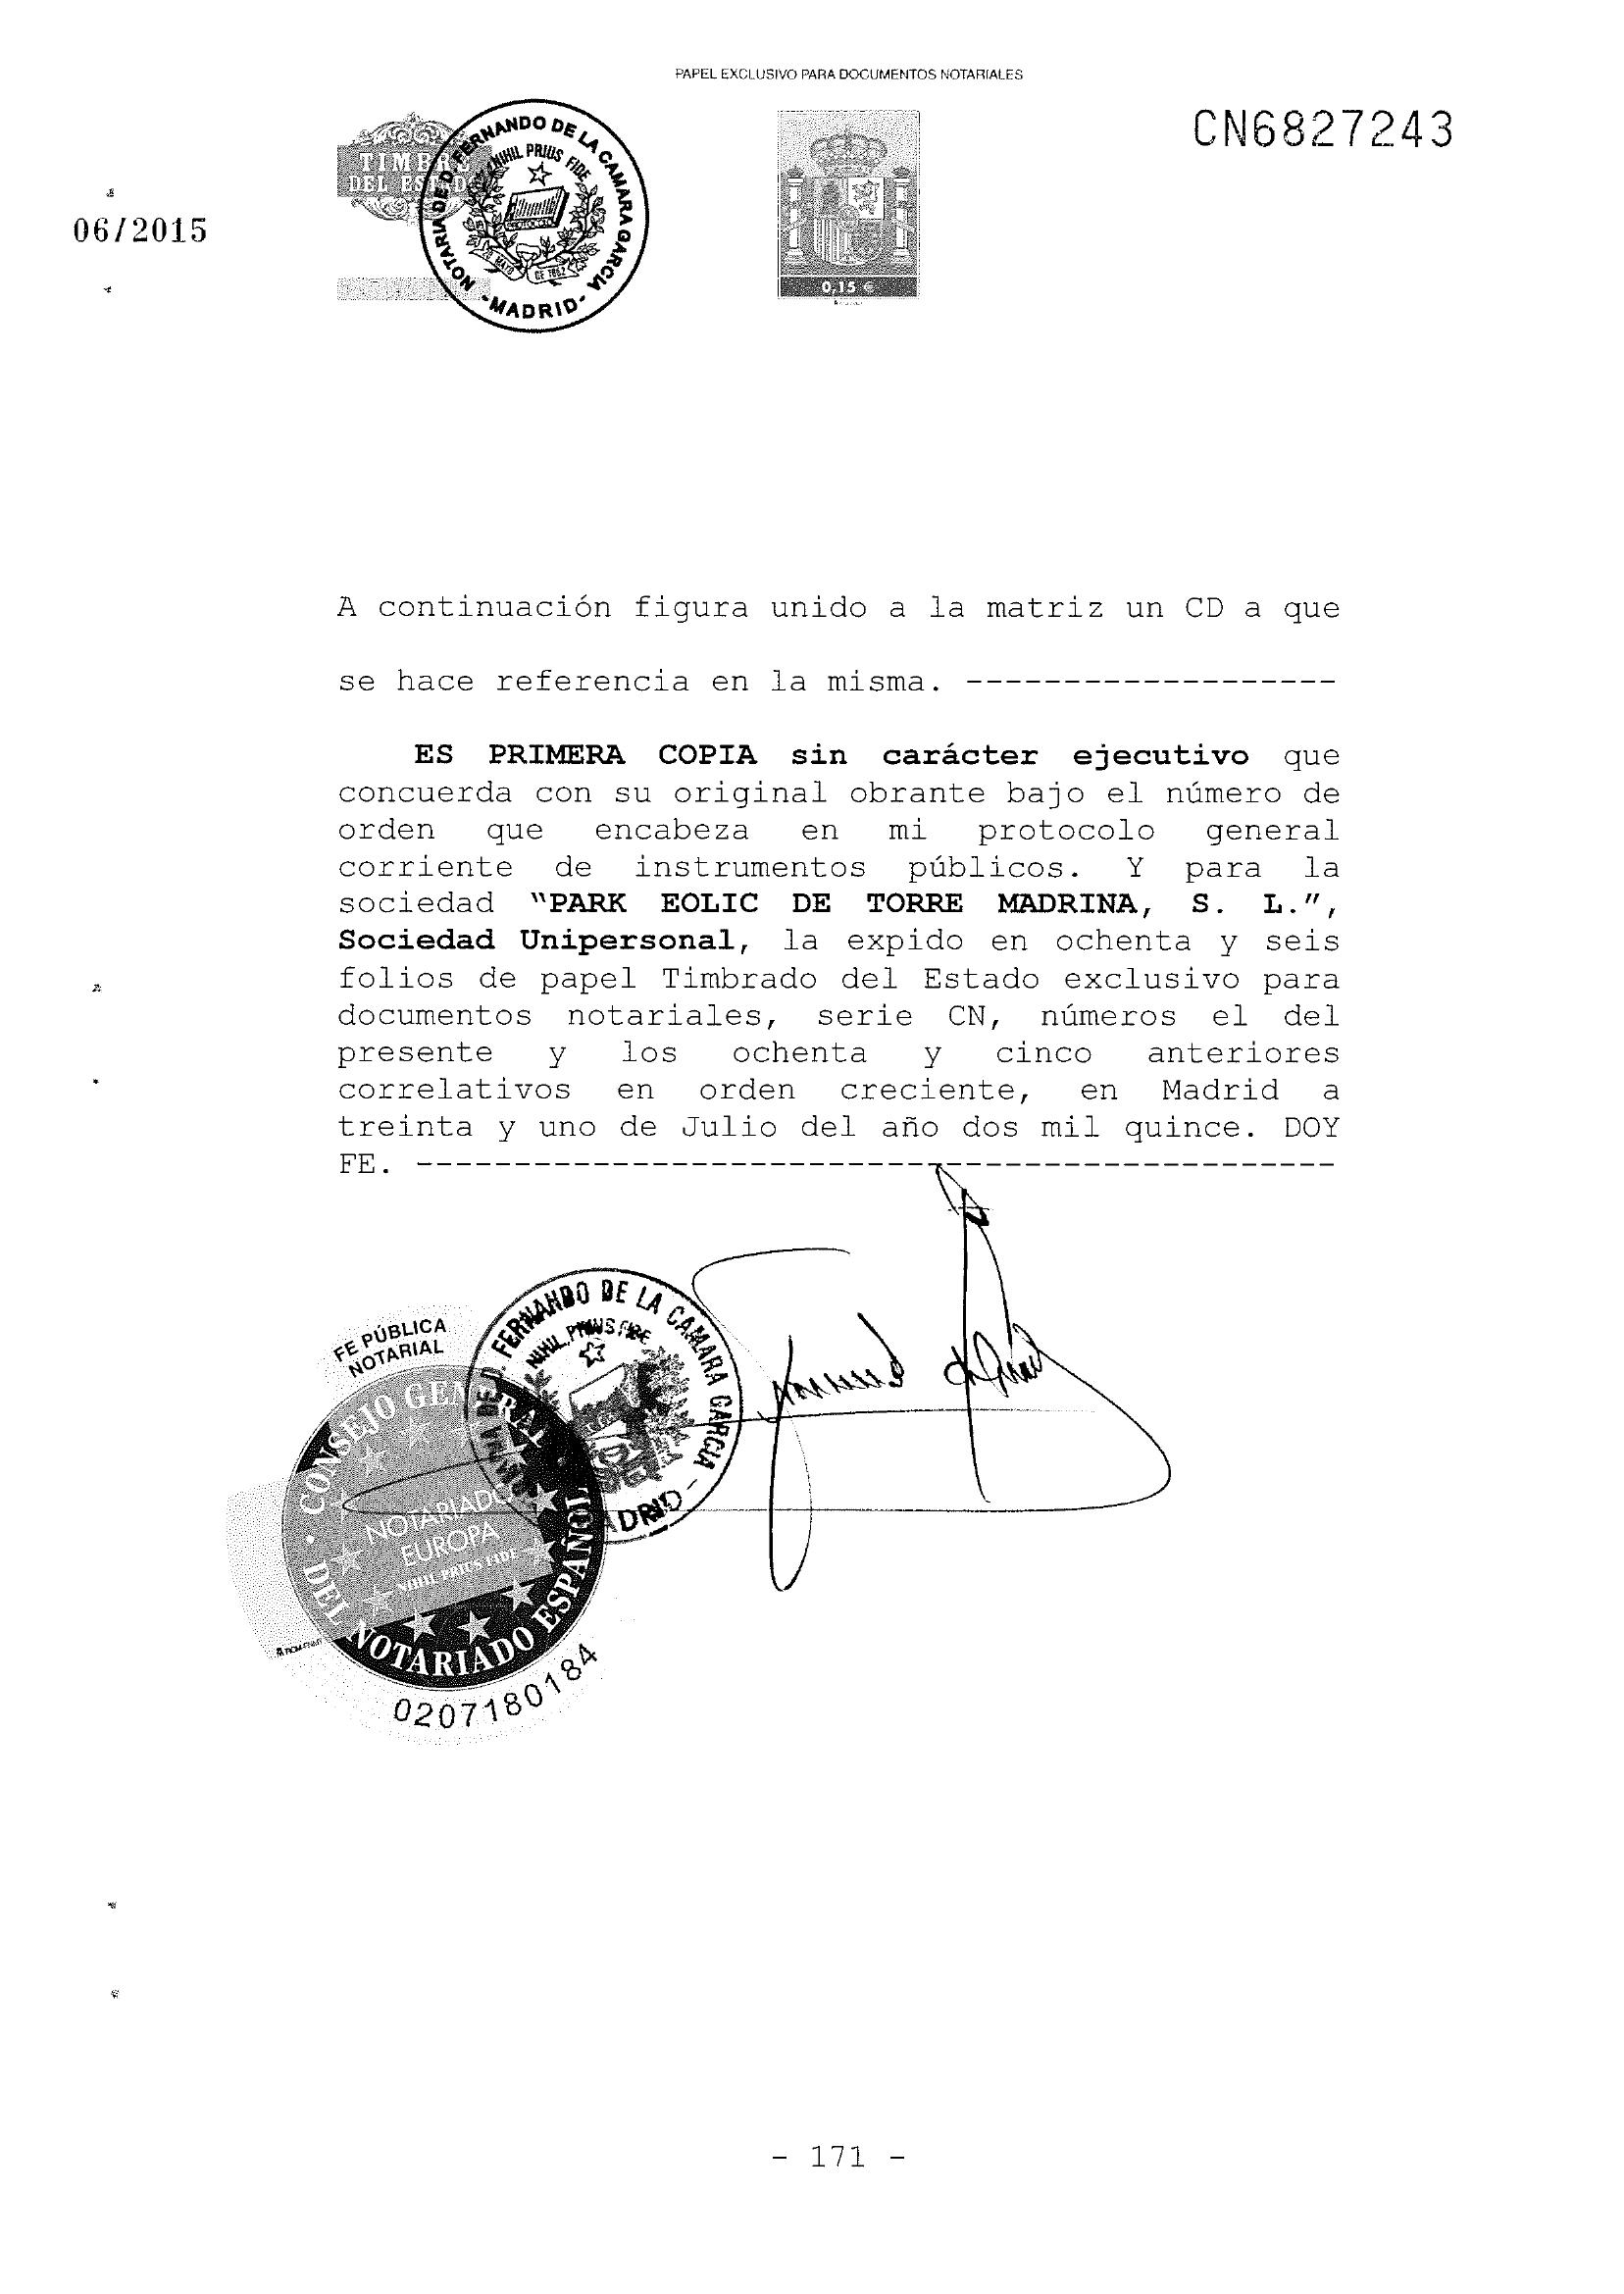 PAPEL EXCLUSIVO PARA DOCUMENTOS NOTARIALES
CN6827243
TIMBRE
DEL ESTADO
NOTARIA DE D. FERNANDO DE LA CAMARA GARCIA
NIHIL PRIUS FIDE
PROTOCOLO
28 MAYO DE 1862
-MADRID-
0,15 €
06/2015
A continuación figura unido a la matriz un CD a que
se hace referencia en la misma. -------------------
ES PRIMERA COPIA sin carácter ejecutivo que
concuerda con su original obrante bajo el número de
orden que encabeza en mi protocolo general
corriente de instrumentos públicos. Y para la
sociedad "PARK EOLIC DE TORRE MADRINA, S. L.",
Sociedad Unipersonal, la expido en ochenta y seis
folios de papel Timbrado del Estado exclusivo para
documentos notariales, serie CN, números el del
presente y los ochenta y cinco anteriores
correlativos en orden creciente, en Madrid a
treinta y uno de Julio del año dos mil quince. DOY
FE. -----------------------------------------------
D. FERNANDO DE LA CAMARA GARCIA -
NIHIL PRIUS FIDE
ADRID
FE PÚBLICA
NOTARIAL
· CONSEJO GENERAL ·
DEL NOTARIADO ESPAÑOL
NOTARIADO
EUROPA
NIHIL PRIUS FIDE
0207180184
- 171 -